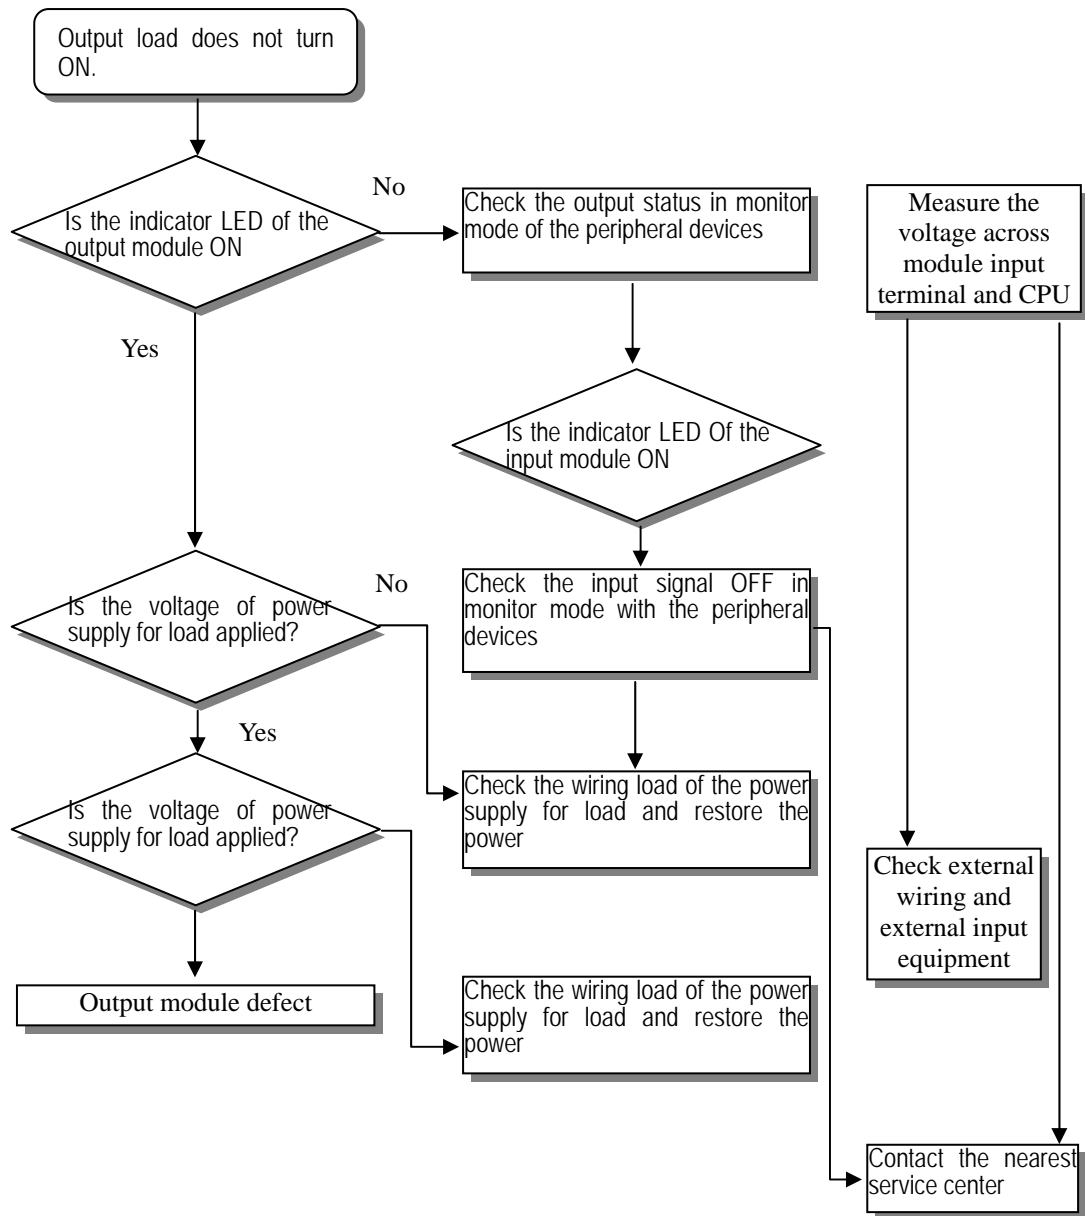 Output load does not turn
ON.
Is the indicator LED of the
output module ON
No
Yes
Check the output status in monitor
mode of the peripheral devices
Measure the
voltage across
module input
terminal and CPU
Is the indicator LED Of the
input module ON
Is the voltage of power
supply for load applied?
No
Yes
Check the input signal OFF in
monitor mode with the peripheral
devices
Is the voltage of power
supply for load applied?
Check the wiring load of the power
supply for load and restore the
power
Check external
wiring and
external input
equipment
Output module defect
Check the wiring load of the power
supply for load and restore the
power
Contact the nearest
service center